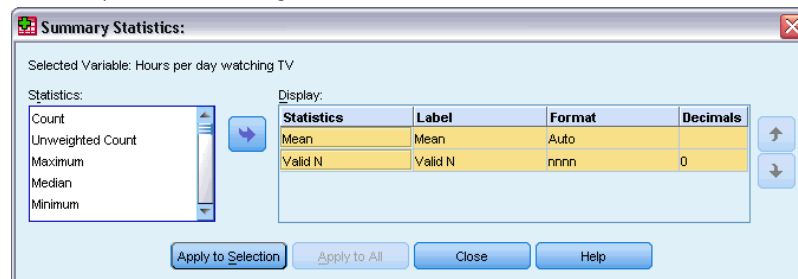 Summary Statistics:
Selected Variable: Hours per day watching TV
Statistics:
Count
Unweighted Count
Maximum
Median
Minimum
Display:
Statistics Label Format Decimals
Mean Mean Auto
Valid N Valid N nnnn 0
Apply to Selection Apply to All Close Help